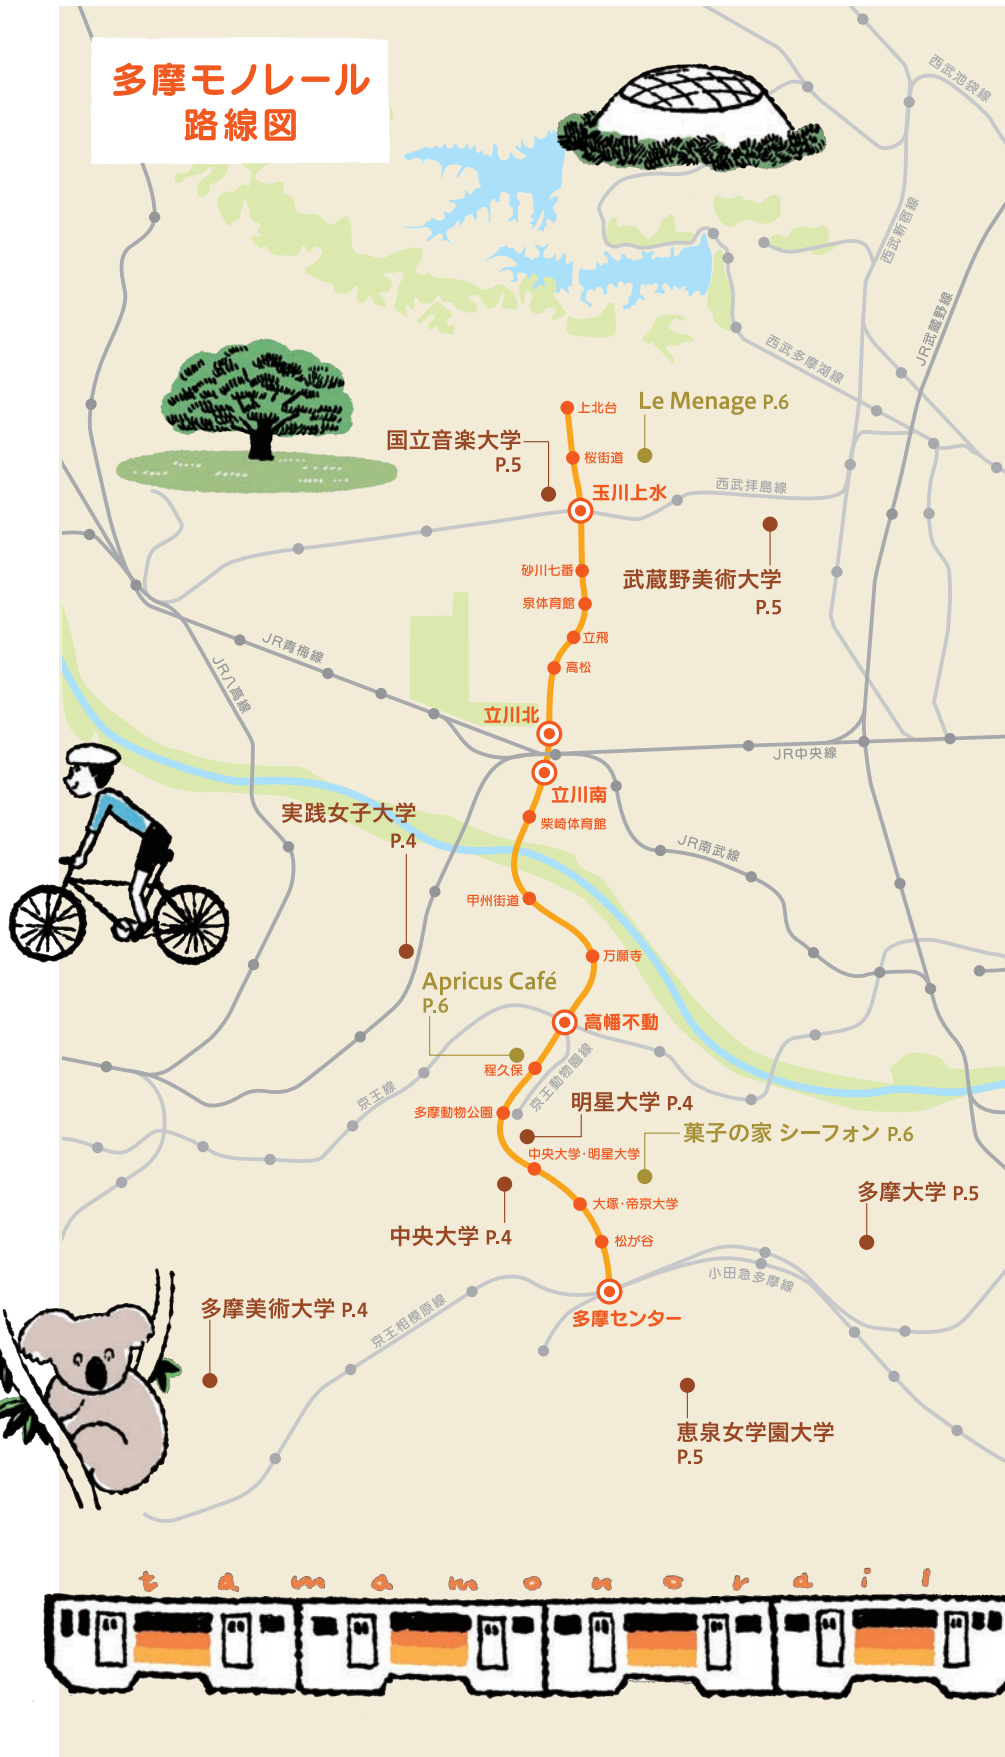 多摩モノレール
路線図
西武池袋線
西武新宿線
JR武蔵野線
西武多摩湖線
上北台
Le Menage P.6
国立音楽大学
P.5
桜街道
玉川上水
西武拝島線
砂川七番
武蔵野美術大学
P.5
泉体育館
立飛
JR青梅線
高松
JR八高線
立川北
JR中央線
立川南
実践女子大学
P.4
柴崎体育館
JR南武線
甲州街道
万願寺
Apricus Café
P.6
高幡不動
程久保
京王動物園線
京王線
多摩動物公園
明星大学 P.4
菓子の家 シーフォン P.6
中央大学・明星大学
大塚・帝京大学
多摩大学 P.5
中央大学 P.4
松が谷
小田急多摩線
多摩美術大学 P.4
京王相模原線
多摩センター
恵泉女学園大学
P.5
tamamonorail